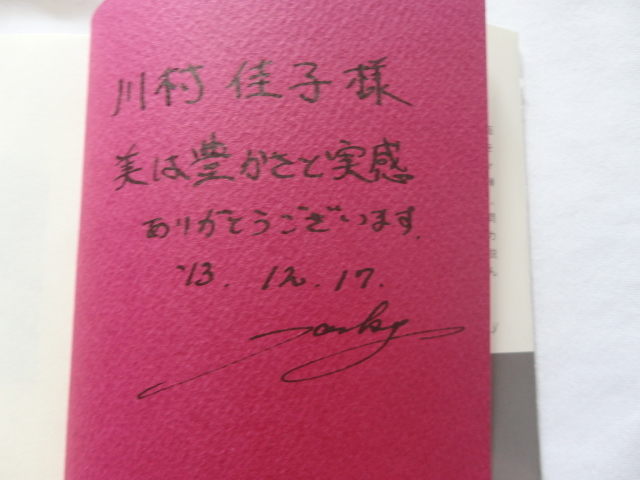 川村 佳子様
美は豊かさと実感
ありがとうございます.
'13. 12. 17.